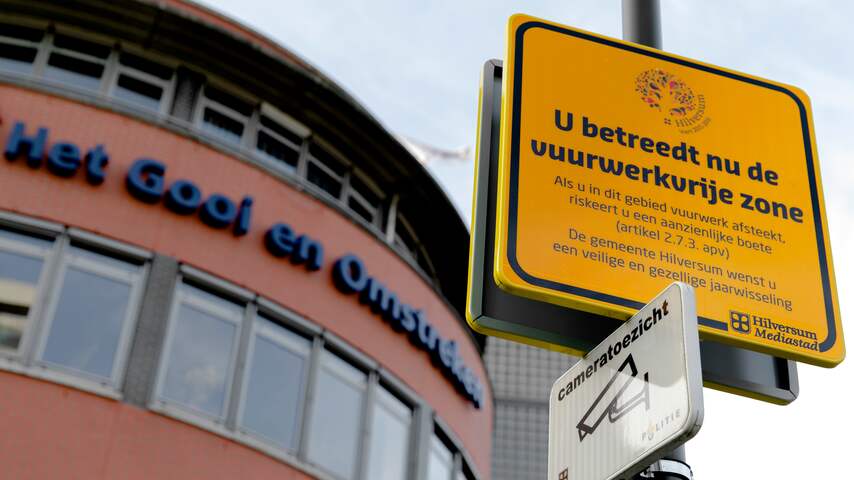 Het Gooi en Omstreken
Hilversum
U betreedt nu de
vuurwerkvrije zone
Als u in dit gebied vuurwerk afsteekt,
riskeert u een aanzienlijke boete
(artikel 2.7.3. apv)
De gemeente Hilversum wenst u
een veilige en gezellige jaarwisseling
Hilversum
Mediastad
cameratoezicht
POLITIE